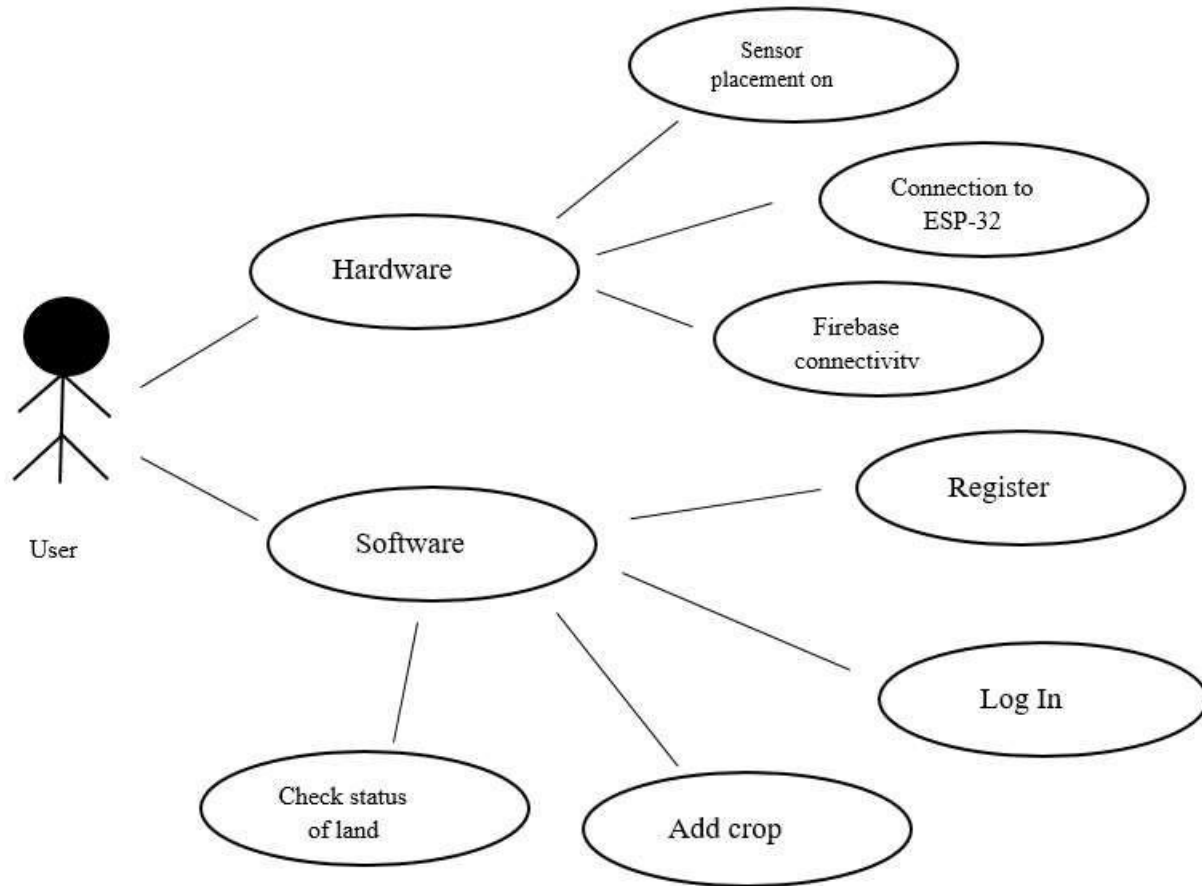 Sensor
placement on
Connection to
ESP-32
Hardware
Firebase
connectivity
Register
Software
User
Log In
Check status
of land
Add crop